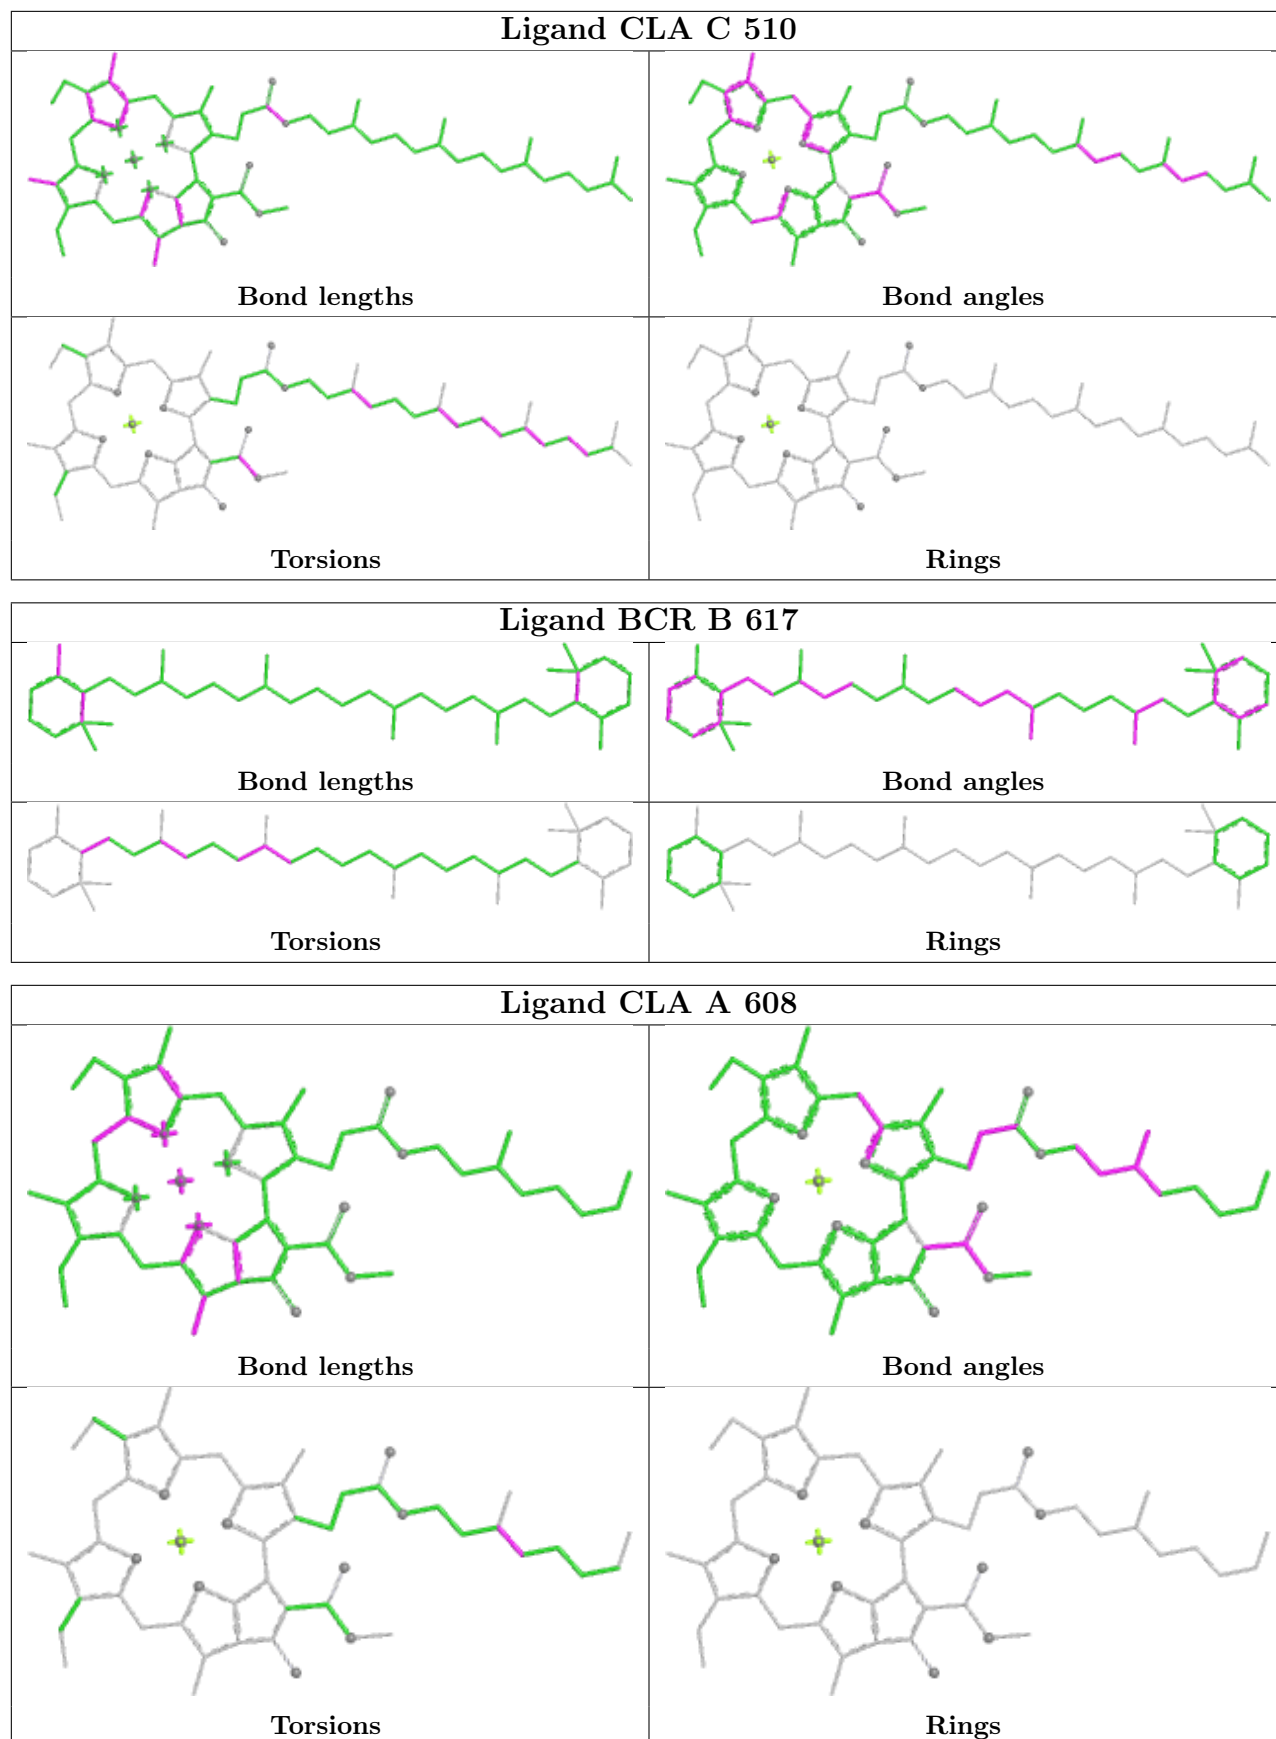 Ligand CLA C 510
Bond lengths
Bond angles
Torsions
Rings
Ligand BCR B 617
Bond lengths
Bond angles
Torsions
Rings
Ligand CLA A 608
Bond lengths
Bond angles
Torsions
Rings